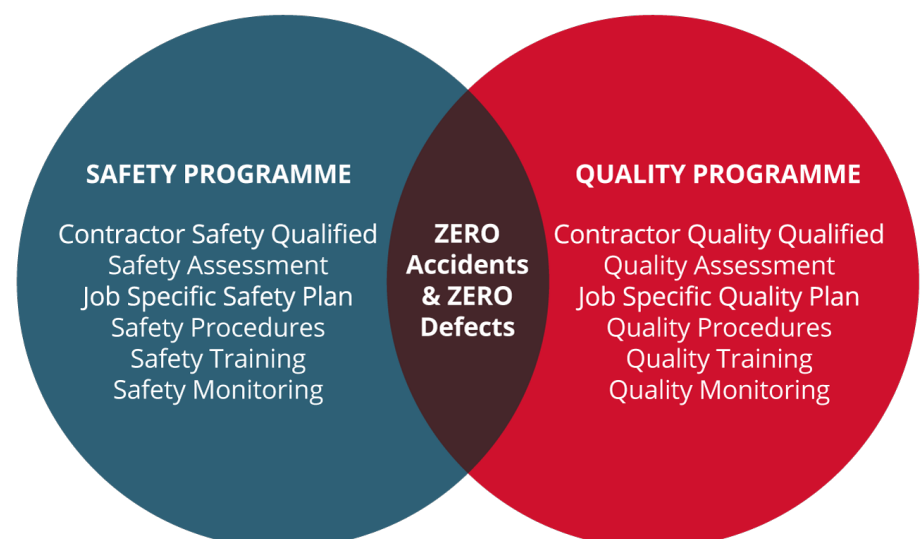 SAFETY PROGRAMME
Contractor Safety Qualified
Safety Assessment
Job Specific Safety Plan
Safety Procedures
Safety Training
Safety Monitoring
ZERO
Accidents
& ZERO
Defects
QUALITY PROGRAMME
Contractor Quality Qualified
Quality Assessment
Job Specific Quality Plan
Quality Procedures
Quality Training
Quality Monitoring